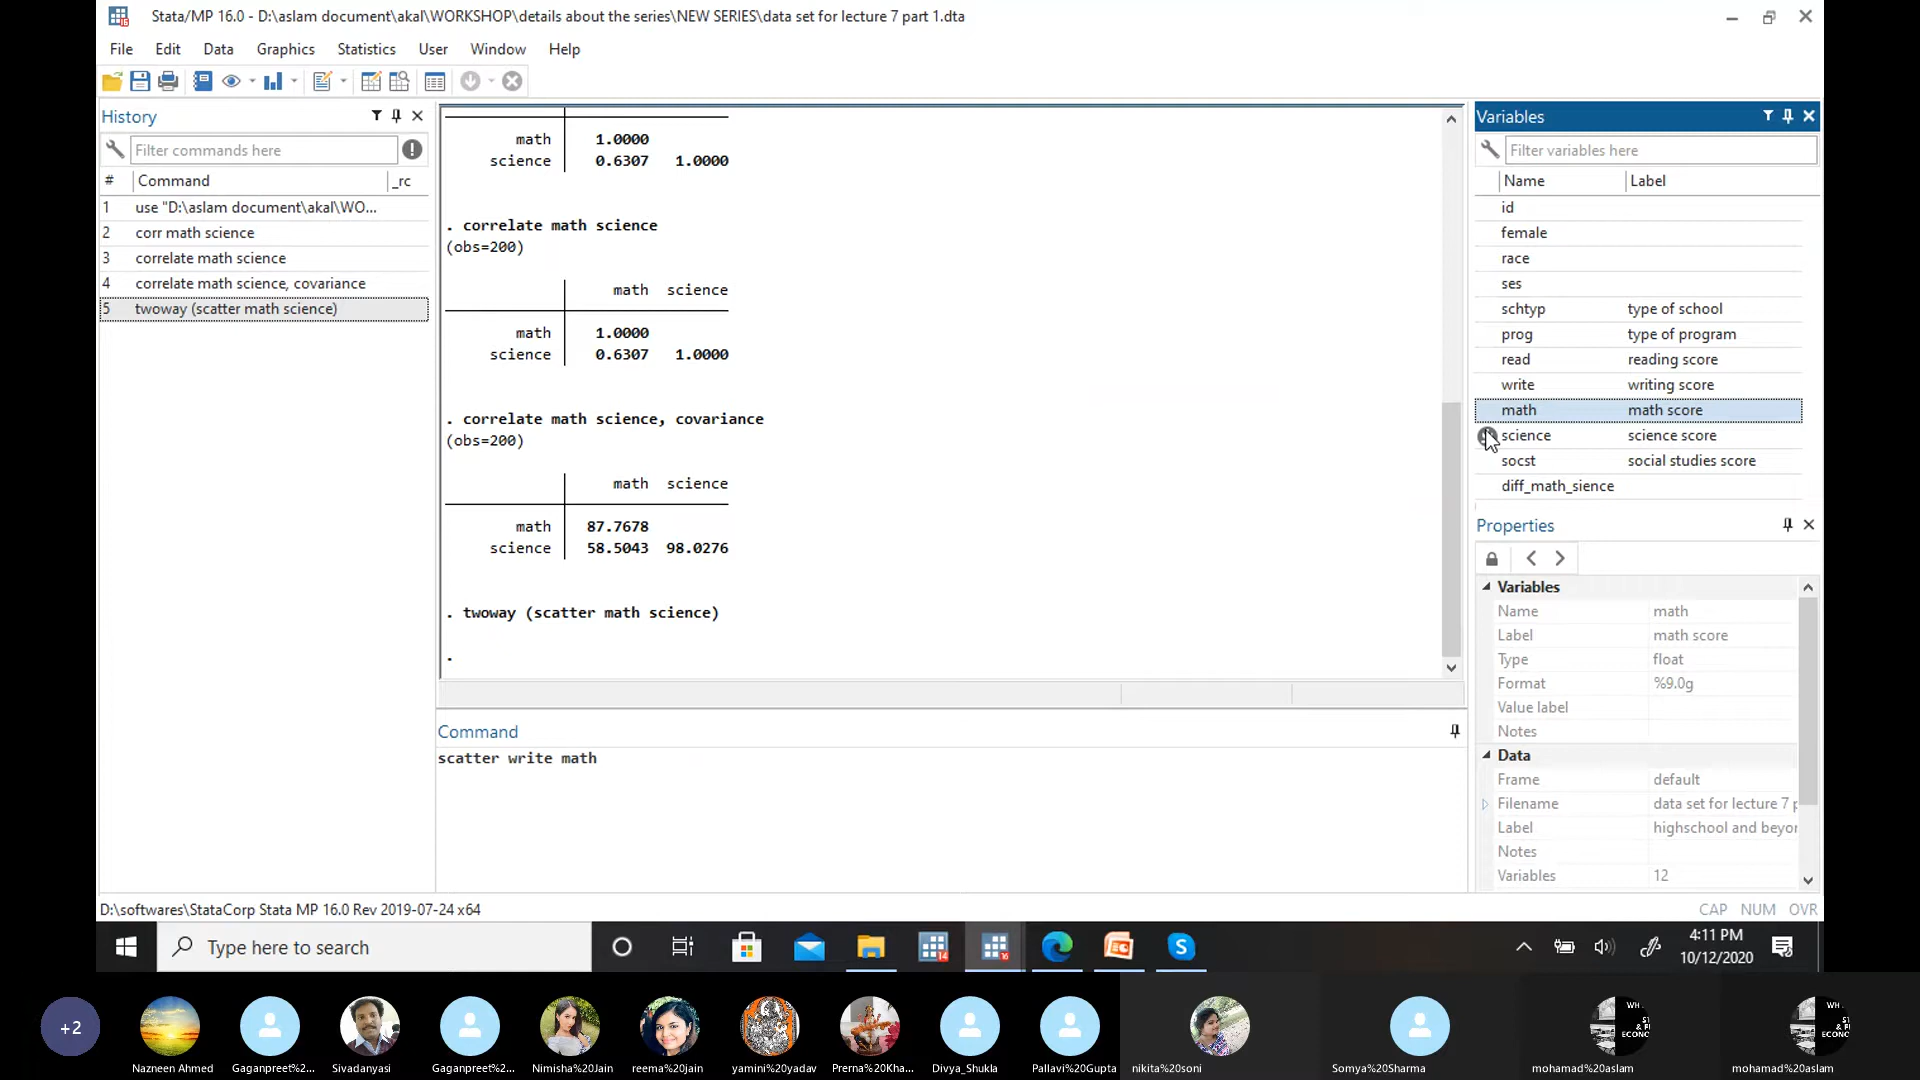 Stata/MP 16.0 - D:\aslam document\akal\WORKSHOP\details about the series\NEW SERIES\data set for lecture 7 part 1.dta
File Edit Data Graphics Statistics User Window Help
History
Filter commands here
# Command _rc
1 use "D:\aslam document\akal\WO...
2 corr math science
3 correlate math science
4 correlate math science, covariance
5 twoway (scatter math science)
math 1.0000
science 0.6307 1.0000
. correlate math science
(obs=200)
math science
math 1.0000
science 0.6307 1.0000
. correlate math science, covariance
(obs=200)
math science
math 87.7678
science 58.5043 98.0276
. twoway (scatter math science)
.
Command
scatter write math
Variables
Filter variables here
Name Label
id
female
race
ses
schtyp type of school
prog type of program
read reading score
write writing score
math math score
science science score
socst social studies score
diff_math_sience
Properties
Variables
Name math
Label math score
Type float
Format %9.0g
Value label
Notes
Data
Frame default
Filename data set for lecture 7 p
Label highschool and beyor
Notes
Variables 12
D:\softwares\StataCorp Stata MP 16.0 Rev 2019-07-24 x64
CAP NUM OVR
Type here to search
14
16
4:11 PM
10/12/2020
+2
Nazneen Ahmed
Gaganpreet%2...
Sivadanyasi
Gaganpreet%2...
Nimisha%20Jain
reema%20jain
yamini%20yadav
Prerna%20Kha...
Divya_Shukla
Pallavi%20Gupta
nikita%20soni
Somya%20Sharma
mohamad%20aslam
mohamad%20aslam